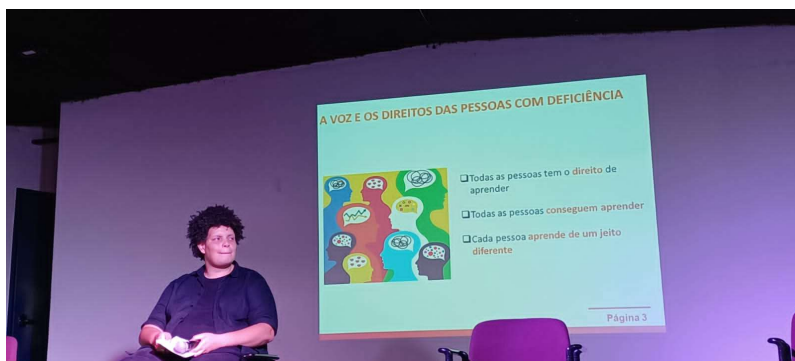 A VOZ E OS DIREITOS DAS PESSOAS COM DEFICIÊNCIA
❑Todas as pessoas tem o direito de
aprender
❑Todas as pessoas conseguem aprender
❑Cada pessoa aprende de um jeito
diferente
Página 3